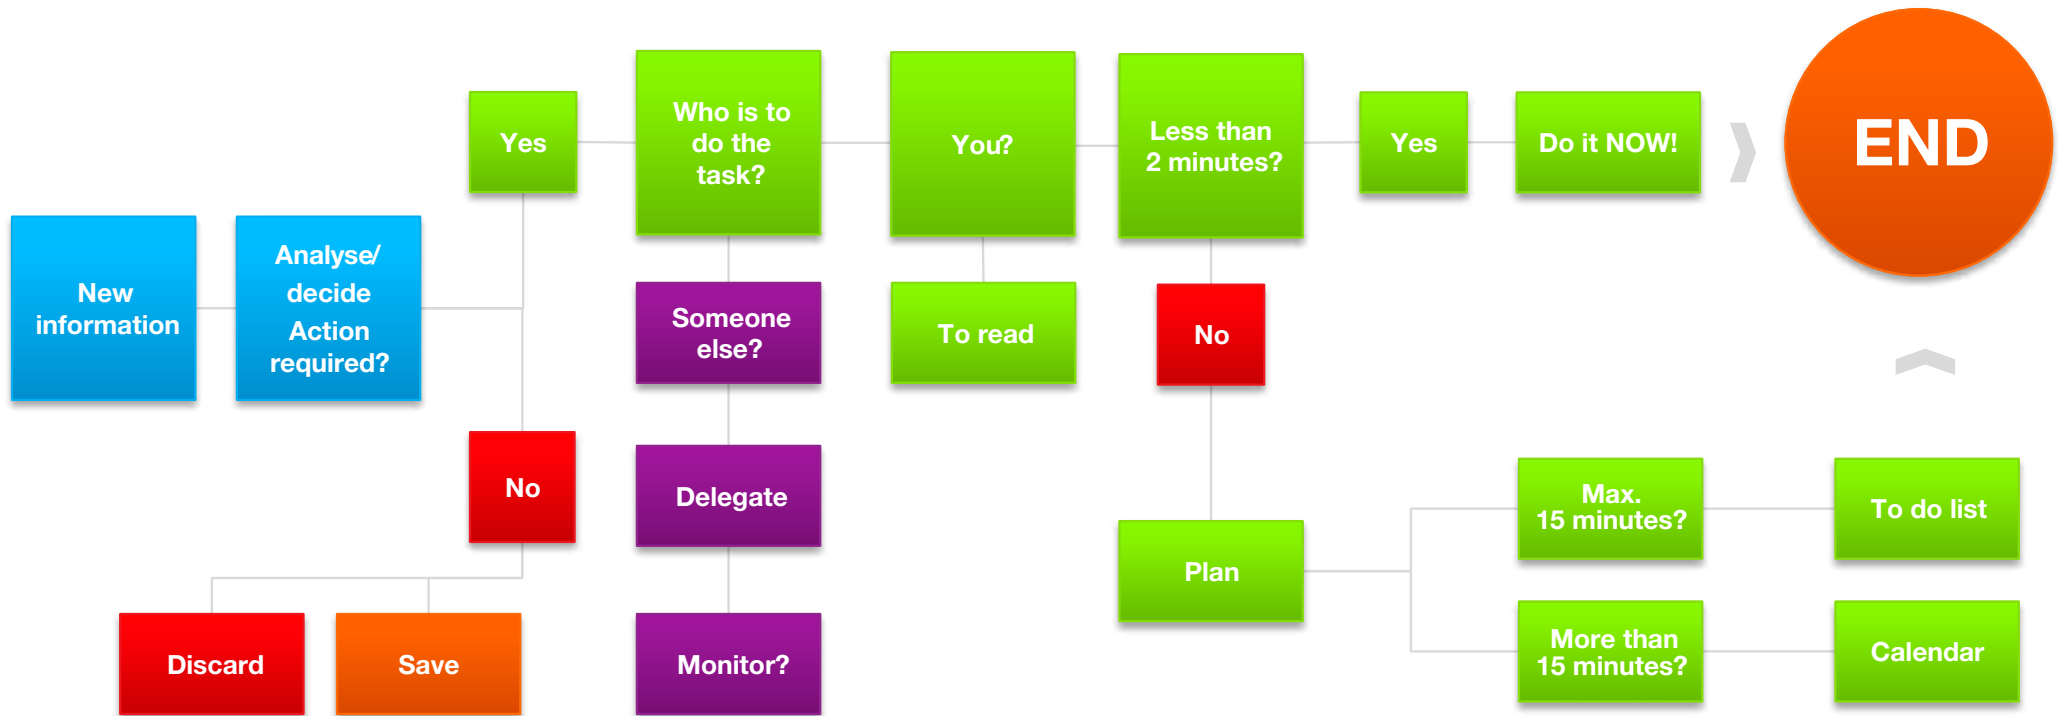 Yes
Who is to
do the
task?
You?
Less than
2 minutes?
Yes
Do it NOW!
END
New
information
Analyse/
decide
Action
required?
Someone
else?
To read
No
No
Delegate
Max.
15 minutes?
To do list
Plan
Discard
Save
Monitor?
More than
15 minutes?
Calendar